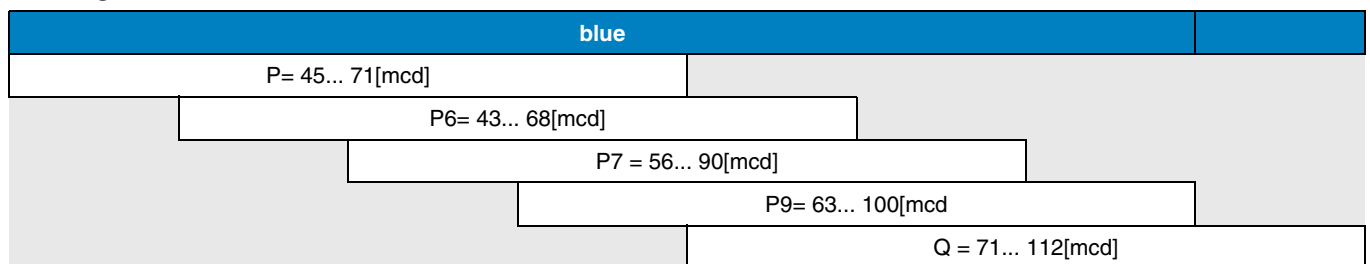 blue
P= 45... 71[mcd]
P6= 43... 68[mcd]
P7 = 56... 90[mcd]
P9= 63... 100[mcd
Q = 71... 112[mcd]